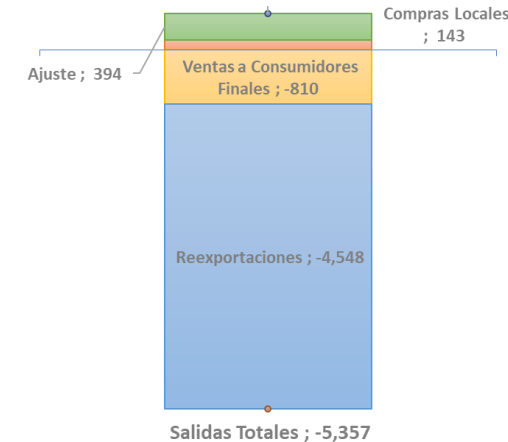 Compras Locales
; 143
Ajuste ; 394
Ventas a Consumidores
Finales ; -810
Reexportaciones ; -4,548
Salidas Totales ; -5,357